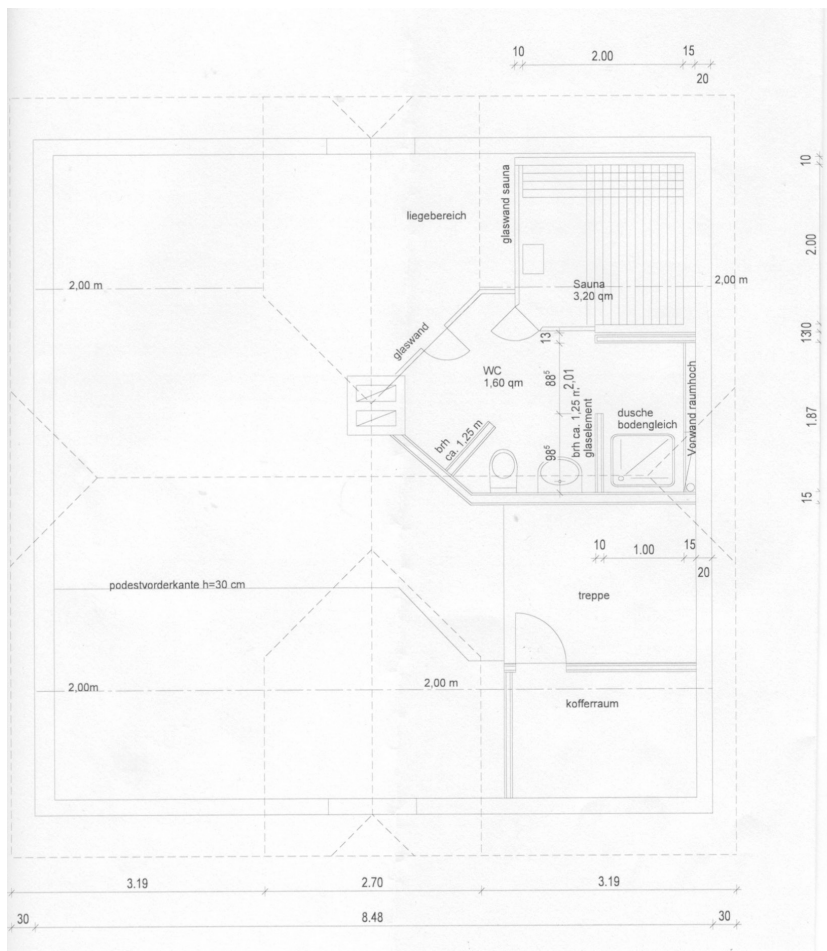 10
2.00
15
20
10
glaswand sauna
liegebereich
2.00
2,00 m
Sauna
3,20 qm
2,00 m
glaswand
13
1310
WC
1,60 qm
88⁵
2,01
Vorwand raumhoch
1.87
dusche
bodengleich
brh ca. 1,25 m,
glaselement
brh
ca. 1,25 m
98⁵
15
10
1.00
15
20
podestvorderkante h=30 cm
treppe
2,00m
2,00 m
kofferraum
3.19
2.70
3.19
30
8.48
30